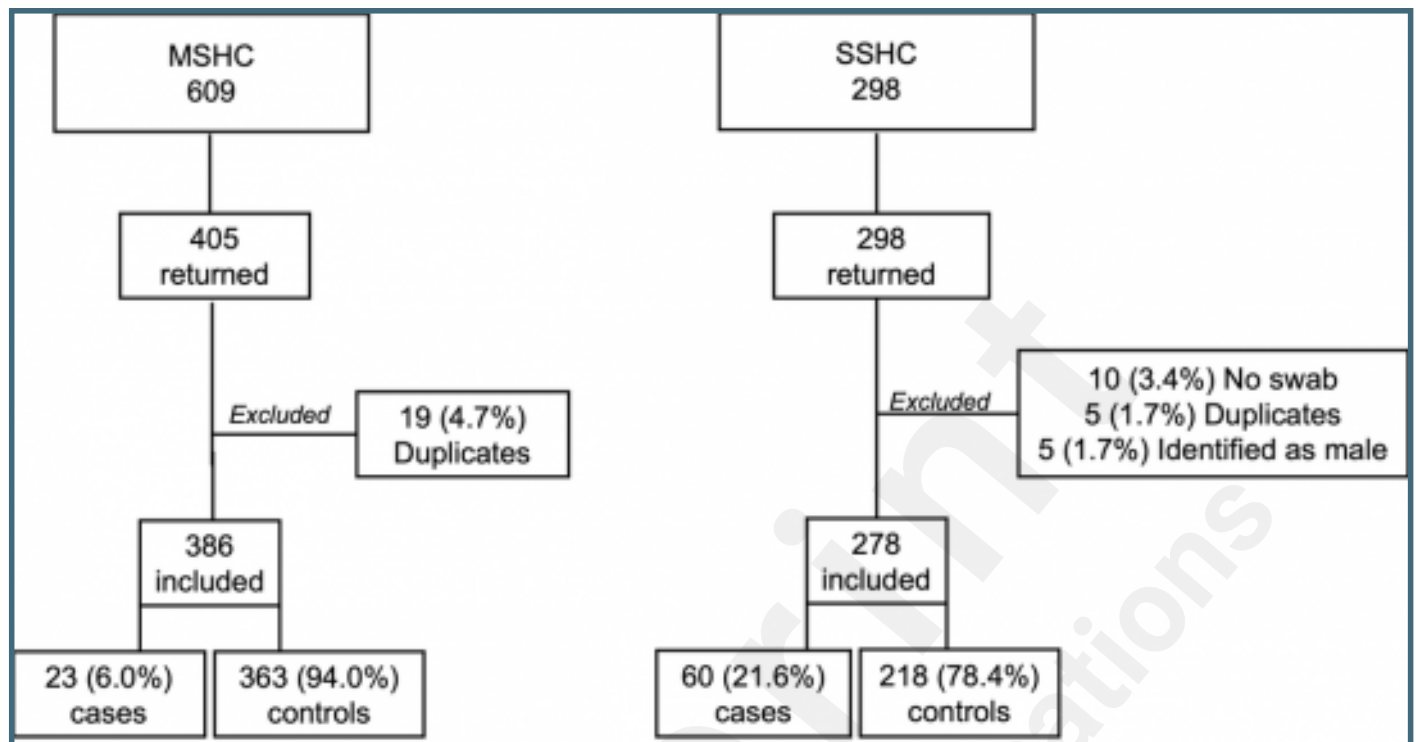 MSHC
609
405
returned
Excluded
19 (4.7%)
Duplicates
386
included
23 (6.0%)
cases
363 (94.0%)
controls
SSHC
298
298
returned
Excluded
10 (3.4%) No swab
5 (1.7%) Duplicates
5 (1.7%) Identified as male
278
included
60 (21.6%)
cases
218 (78.4%)
controls